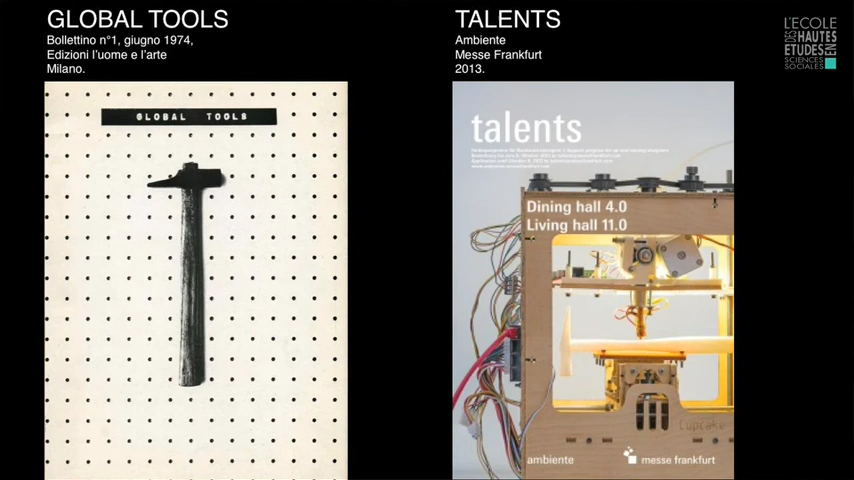 GLOBAL TOOLS
Bollettino n°1, giugno 1974,
Edizioni l'uome e l'arte
Milano.
GLOBAL TOOLS
TALENTS
Ambiente
Messe Frankfurt
2013.
talents
Dining hall 4.0
Living hall 11.0
CupCake
ambiente
messe frankfurt
L'ECOLE
DES HAUTES
ETUDES EN
SCIENCES
SOCIALES